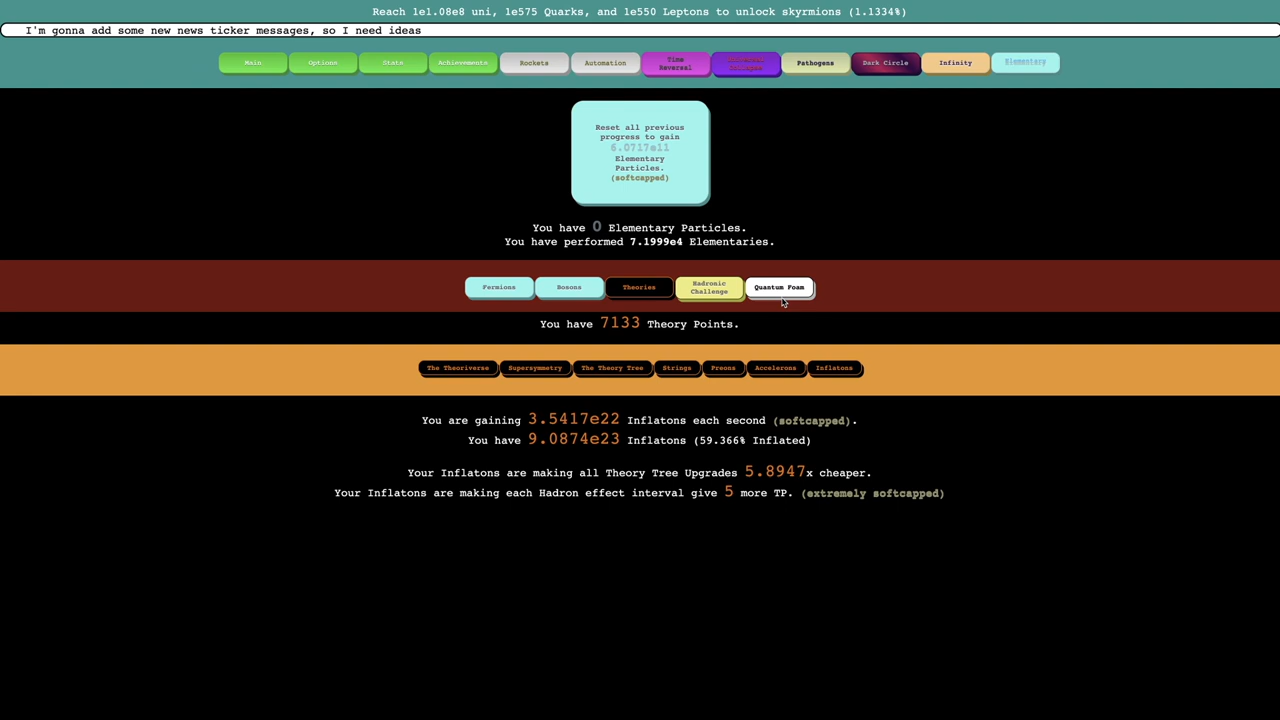 Reach 1e1.08e8 uni, 1e575 Quarks, and 1e550 Leptons to unlock skyrmions (1.1334%)
I'm gonna add some new news ticker messages, so I need ideas
Main Options Stats Achievements Rockets Automation Time Reversal Universal Collapse Pathogens Dark Circle Infinity Elementary
Reset all previous
progress to gain
6.0717e11
Elementary
Particles.
(softcapped)
You have 0 Elementary Particles.
You have performed 7.1999e4 Elementaries.
Fermions Bosons Theories Hadronic Challenge Quantum Foam
You have 7133 Theory Points.
The Theoriverse Supersymmetry The Theory Tree Strings Preons Accelerons Inflatons
You are gaining 3.5417e22 Inflatons each second (softcapped).
You have 9.0874e23 Inflatons (59.366% Inflated)
Your Inflatons are making all Theory Tree Upgrades 5.8947x cheaper.
Your Inflatons are making each Hadron effect interval give 5 more TP. (extremely softcapped)